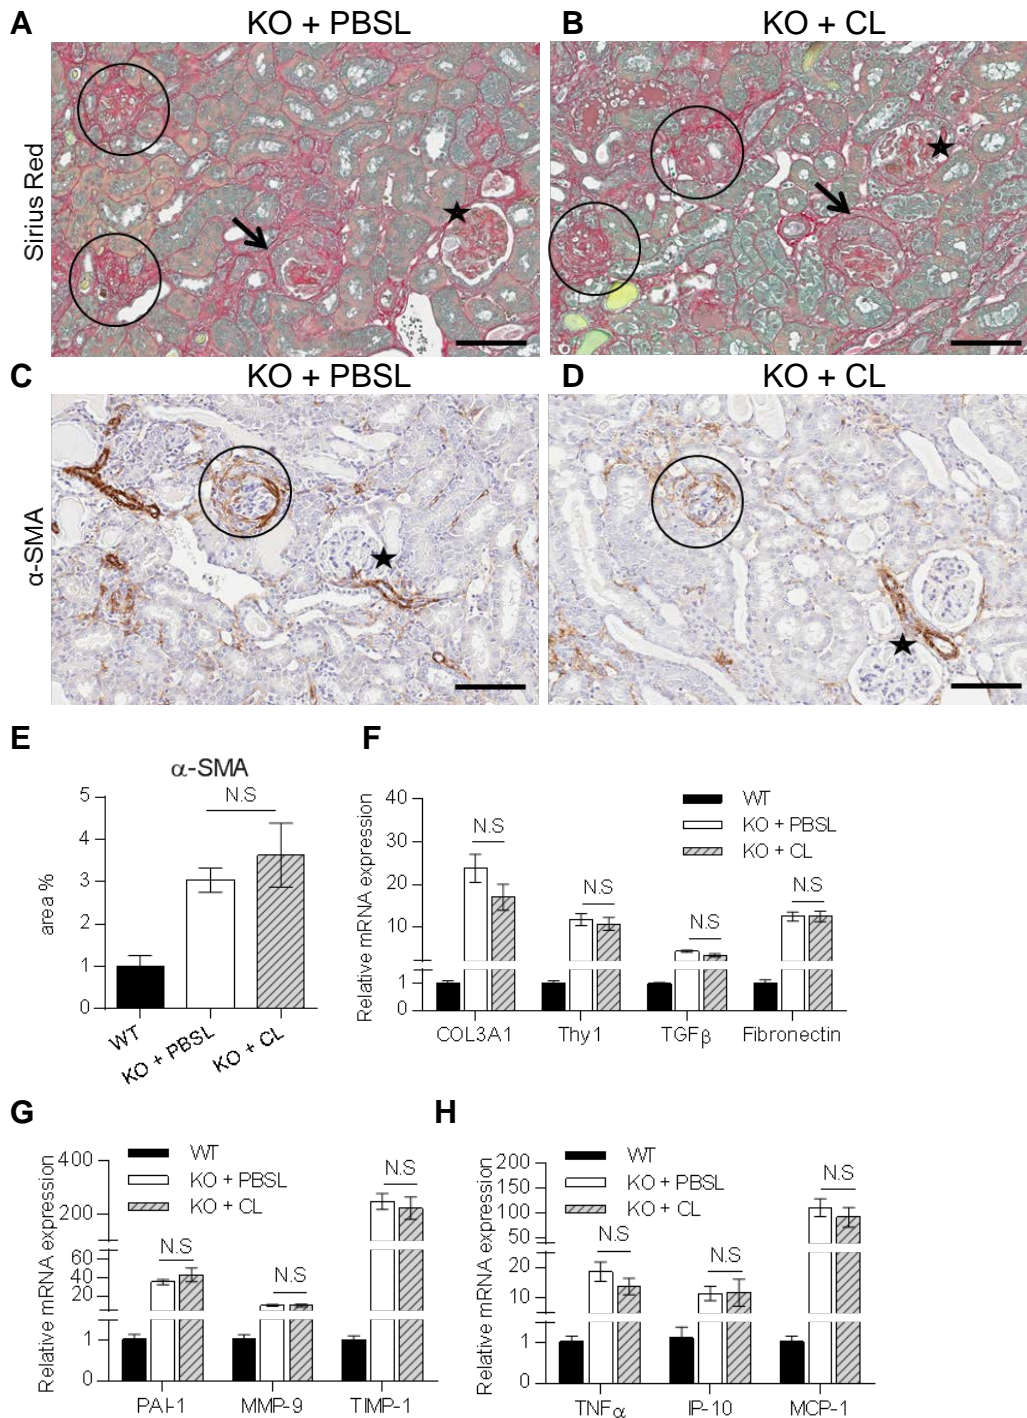 A KO + PBSL B KO + CL
Sirius Red
C KO + PBSL D KO + CL
α-SMA
E
α-SMA
N.S
area %
5
4
3
2
1
0
WT
KO + PBSL
KO + CL
F
WT
KO + PBSL
KO + CL
Relative mRNA expression
40
30
20
10
1
0
N.S
N.S
N.S
N.S
COL3A1 Thy1 TGFβ Fibronectin
G
WT
KO + PBSL
KO + CL
Relative mRNA expression
400
200
60
40
20
1
0
N.S
N.S
N.S
PAI-1 MMP-9 TIMP-1
H
WT
KO + PBSL
KO + CL
Relative mRNA expression
200
150
100
50
20
10
1
0
N.S
N.S
N.S
TNFα IP-10 MCP-1